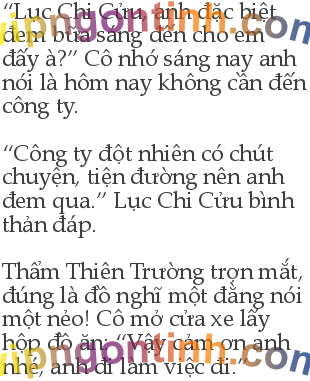 “Lục Chi Cửu, anh đặc biệt
đem bữa sáng đến cho em
đấy à?” Cô nhớ sáng nay anh
nói là hôm nay không cần đến
công ty.
“Công ty đột nhiên có chút
chuyện, tiện đường nên anh
đem qua.” Lục Chi Cửu bình
thản đáp.
Thẩm Thiên Trường trợn mắt,
đúng là đồ nghĩ một đằng nói
một nẻo! Cô mở cửa xe lấy
hộp đồ ăn: “Vậy cảm ơn anh
nhé, anh đi làm việc đi.”
vipngontinh.com
vipngontinh.com